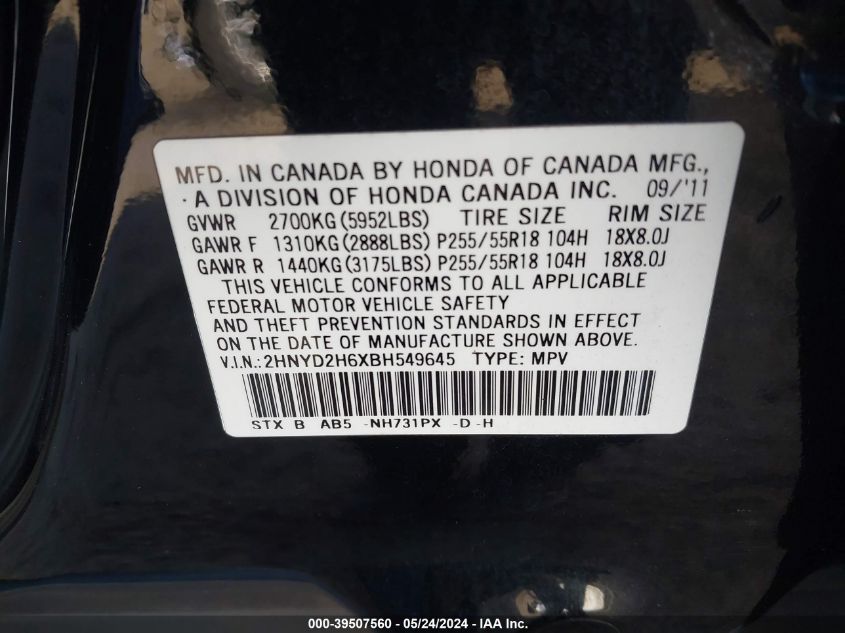 MFD. IN CANADA BY HONDA OF CANADA MFG.,
A DIVISION OF HONDA CANADA INC. 09/'11
GVWR 2700KG(5952LBS) TIRE SIZE RIM SIZE
GAWR F 1310KG(2888LBS) P255/55R18 104H 18X8.0J
GAWR R 1440KG(3175LBS) P255/55R18 104H 18X8.0J
THIS VEHICLE CONFORMS TO ALL APPLICABLE
FEDERAL MOTOR VEHICLE SAFETY
AND THEFT PREVENTION STANDARDS IN EFFECT
ON THE DATE OF MANUFACTURE SHOWN ABOVE.
V.I.N.:2HNYD2H6XBH549645 TYPE: MPV
STX B AB5 -NH731PX -D -H
000-39507560 - 05/24/2024 - IAA Inc.